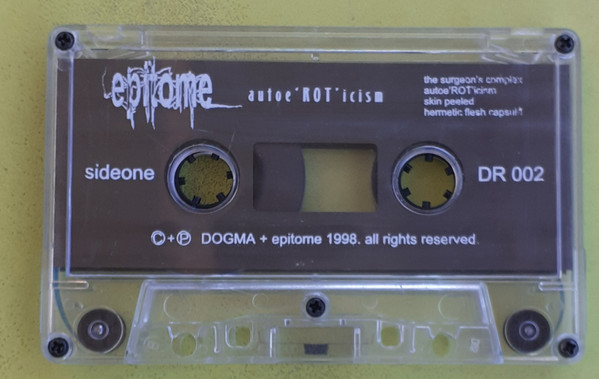 epitome
autoe'ROT'icism
the surgeon's complex
autoe'ROT'icism
skin peeled
hermetic flesh capsule
sideone
DR 002
©+℗ DOGMA + epitome 1998. all rights reserved.